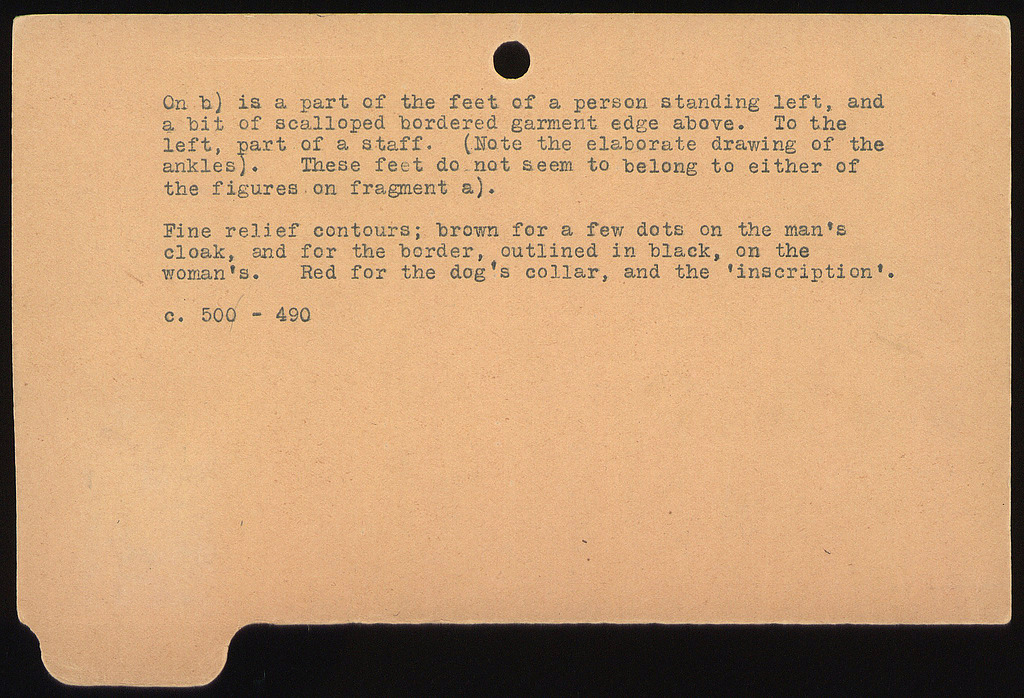 On b) is a part of the feet of a person standing left, and
a bit of scalloped bordered garment edge above. To the
left, part of a staff. (Note the elaborate drawing of the
ankles). These feet do not seem to belong to either of
the figures on fragment a).
Fine relief contours; brown for a few dots on the man's
cloak, and for the border, outlined in black, on the
woman's. Red for the dog's collar, and the 'inscription'.
c. 500 - 490